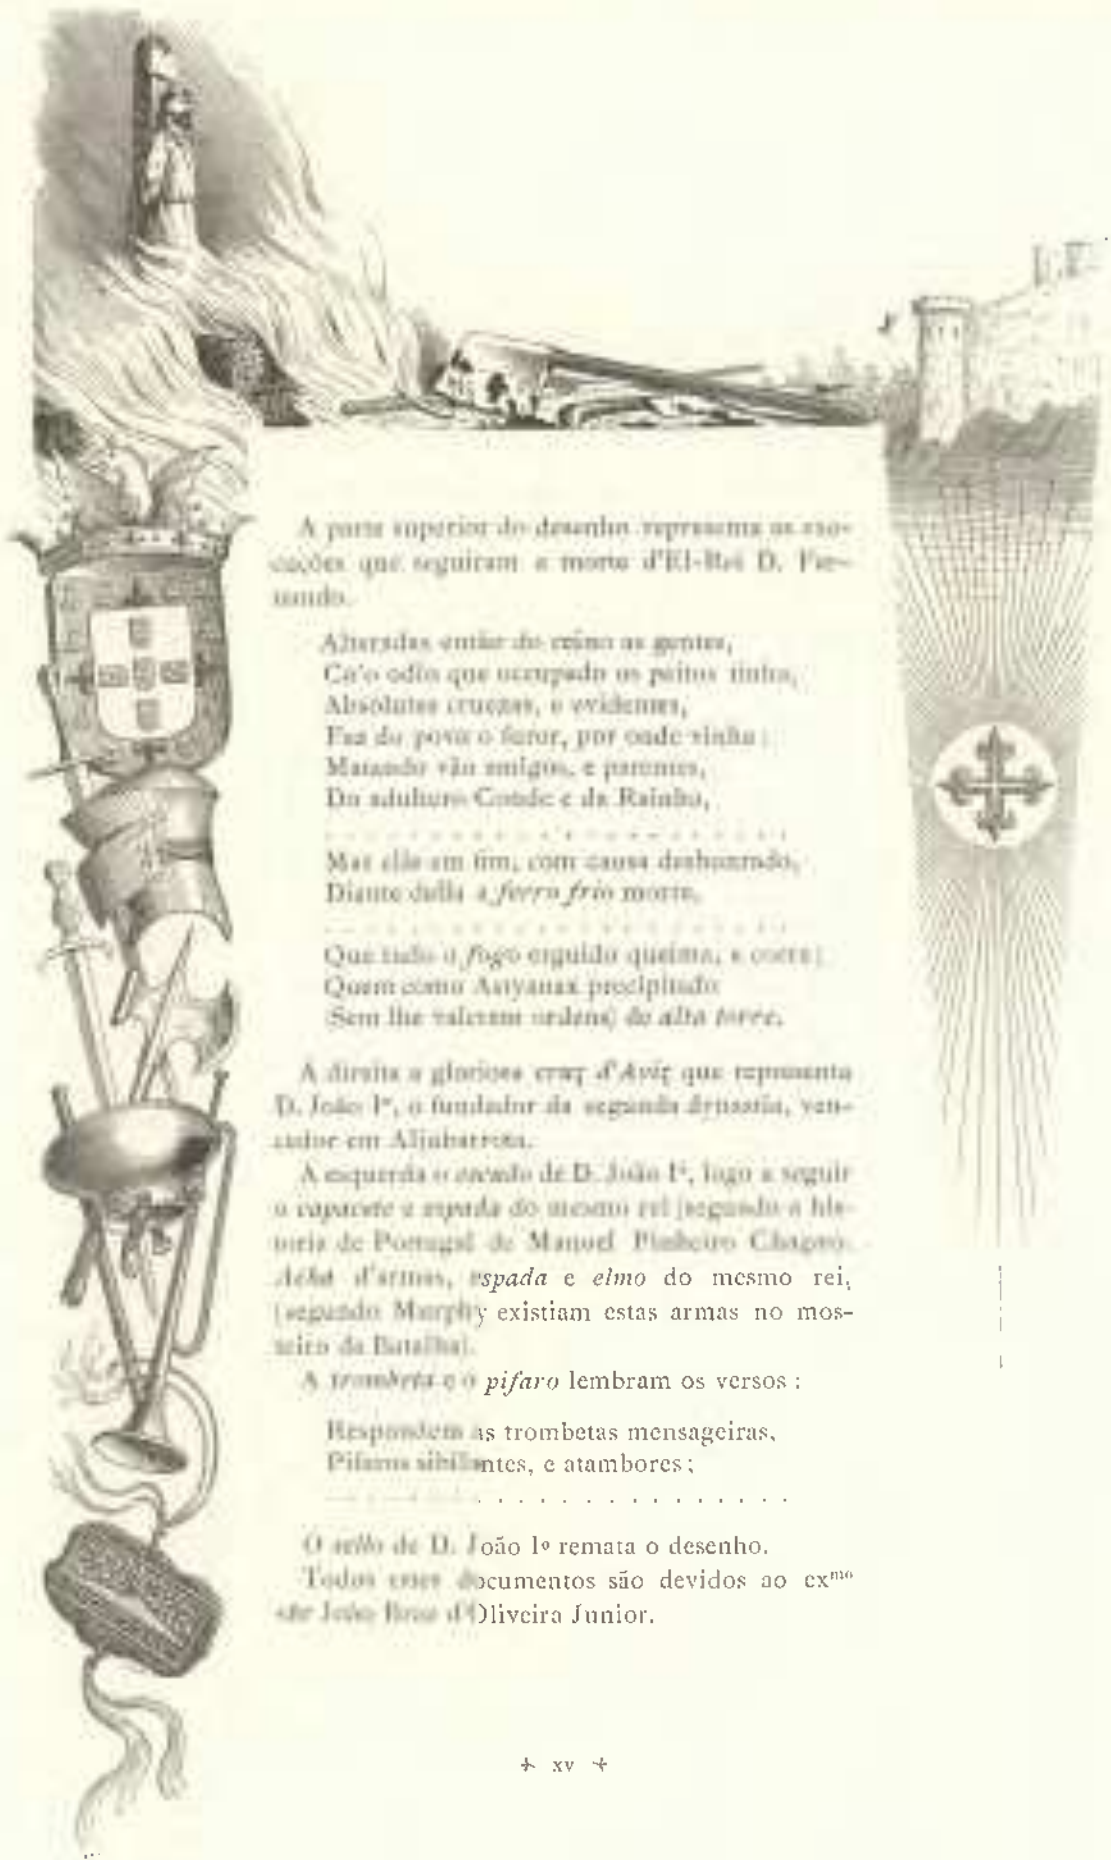 A parte superior do desenho representa as exe-
cuções que seguiram a morte d'El-Rei D. Fer-
nando.
Alteradas então do reino as gentes,
Co'o odio que occupado os peitos tinha,
Absolutas cruezas, e evidentes,
Faz do povo o furor, por onde vinha;
Matando vão amigos, e parentes,
Do adultero Conde e da Rainha,
. . . . . . . . . . . . . . . . . . . .
Mas elle em fim, com causa deshonrado,
Diante della a ferro frio morre,
. . . . . . . . . . . . . . . . . . . .
Que tudo o fogo erguido queima, e corre;
Quem como Astyanax precipitado
(Sem lhe valerem ordens) de alta torre.
A direita a gloriosa cruz d'Aviz que representa
D. João Iº, o fundador da segunda dynastia, ven-
cedor em Aljubarrota.
A esquerda o escudo de D. João Iº, logo a seguir
o capacete e espada do mesmo rei (segundo a his-
toria de Portugal de Manuel Pinheiro Chagas).
Acha d'armas, espada e elmo do mesmo rei,
(segundo Murphy existiam estas armas no mos-
teiro da Batalha).
A trombeta e o pifaro lembram os versos :
Respondem as trombetas mensageiras,
Pifaros sibilantes, e atambores;
. . . . . . . . . . . . . . . . . . . .
O sello de D. João Iº remata o desenho.
Todos estes documentos são devidos ao exmo
snr João d'Oliveira Junior.
xv